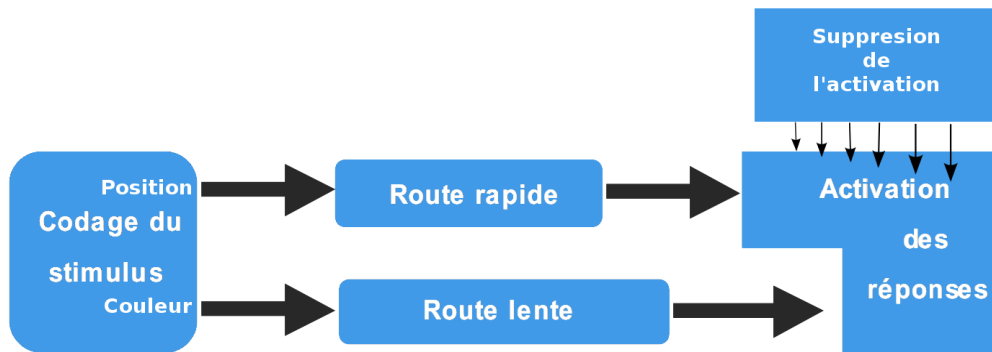 Suppresion
de
l'activation
Position
Codage du
stimulus
Couleur
Route rapide
Route lente
Activation
des
réponses